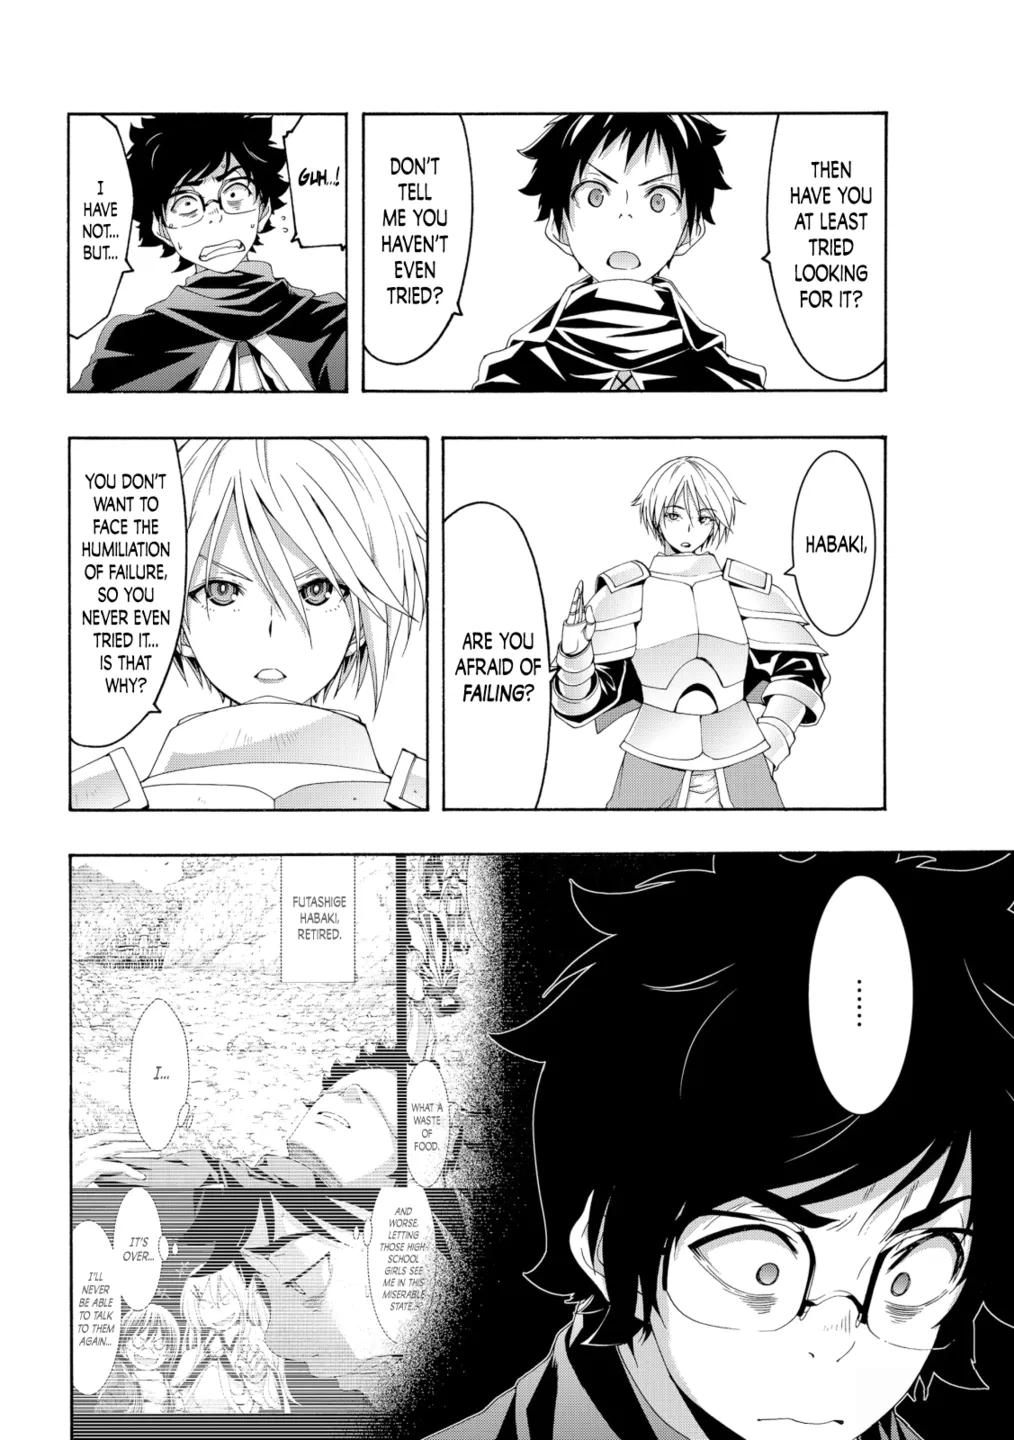 THEN
HAVE YOU
AT LEAST
TRIED
LOOKING
FOR IT?
DON'T
TELL
ME YOU
HAVEN'T
EVEN
TRIED?
GUH...!
I
HAVE
NOT...
BUT...
HABAKI,
ARE YOU
AFRAID OF
FAILING?
YOU DON'T
WANT TO
FACE THE
HUMILIATION
OF FAILURE,
SO YOU
NEVER EVEN
TRIED IT...
IS THAT
WHY?
.......
FUTASHIGE
HABAKI,
RETIRED.
I...
WHAT A
WASTE
OF
FOOD.
AND
WORSE,
LETTING
THOSE HIGH-
SCHOOL
GIRLS SEE
ME IN THIS
MISERABLE
STATE...
IT'S
OVER...
I'LL
NEVER
BE ABLE
TO TALK
TO THEM
AGAIN...